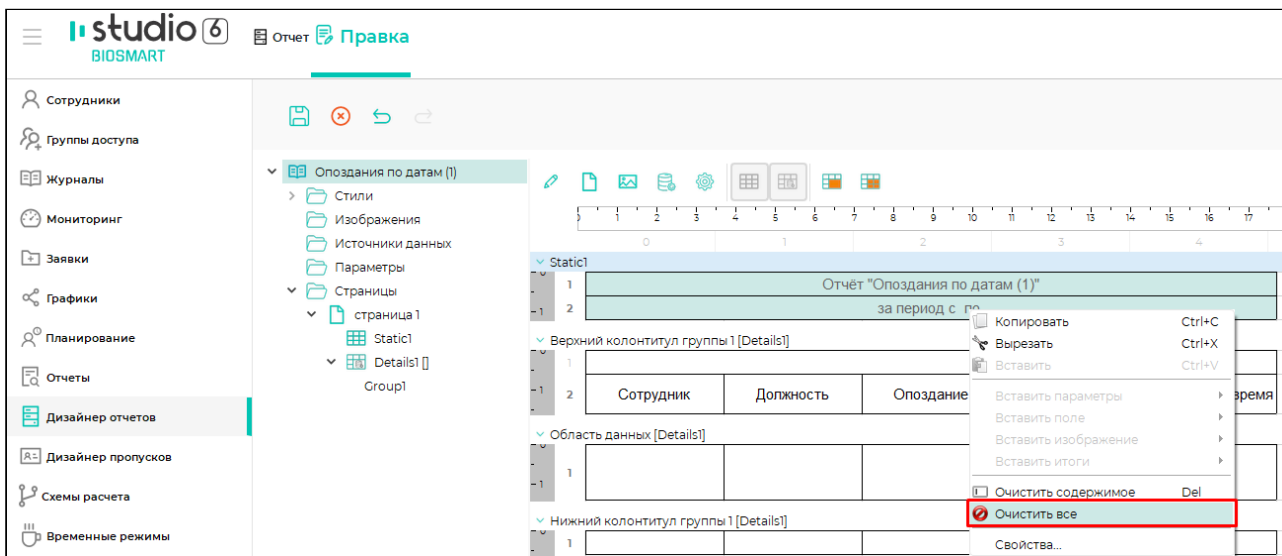 studio 6
BIOSMART
Отчет Правка
Сотрудники
Группы доступа
Журналы
Мониторинг
Заявки
Графики
Планирование
Отчеты
Дизайнер отчетов
Дизайнер пропусков
Схемы расчета
Временные режимы
Опоздания по датам (1)
Стили
Изображения
Источники данных
Параметры
Страницы
страница 1
Static1
Details1 []
Group1
0 1 2 3 4 5 6 7 8 9 10 11 12 13 14 15 16 17
0 1 2 3 4
Static1
1 Отчёт "Опоздания по датам (1)"
2 за период с по
Верхний колонтитул группы 1 [Details1]
1
2 Сотрудник Должность Опоздание время
Область данных [Details1]
1
Нижний колонтитул группы 1 [Details1]
1
Копировать Ctrl+C
Вырезать Ctrl+X
Вставить Ctrl+V
Вставить параметры
Вставить поле
Вставить изображение
Вставить итоги
Очистить содержимое Del
Очистить все
Свойства...